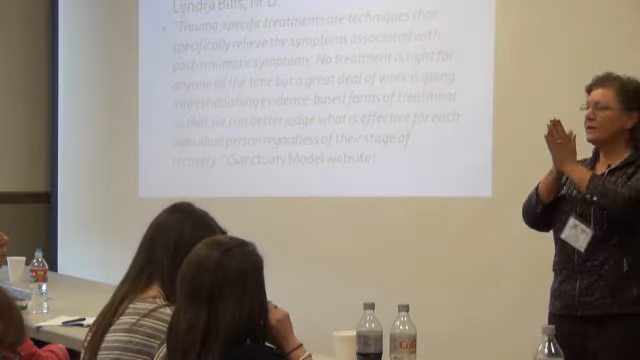 Lyndra Bills, M.D.
"Trauma-specific treatments are techniques that
specifically relieve the symptoms associated with
post-traumatic symptoms. No treatment is right for
anyone all the time but a great deal of work is going
into establishing evidence-based forms of treatment
so that we can better judge what is effective for each
individual person regardless of their stage of
recovery." (Sanctuary Model website)
Coke